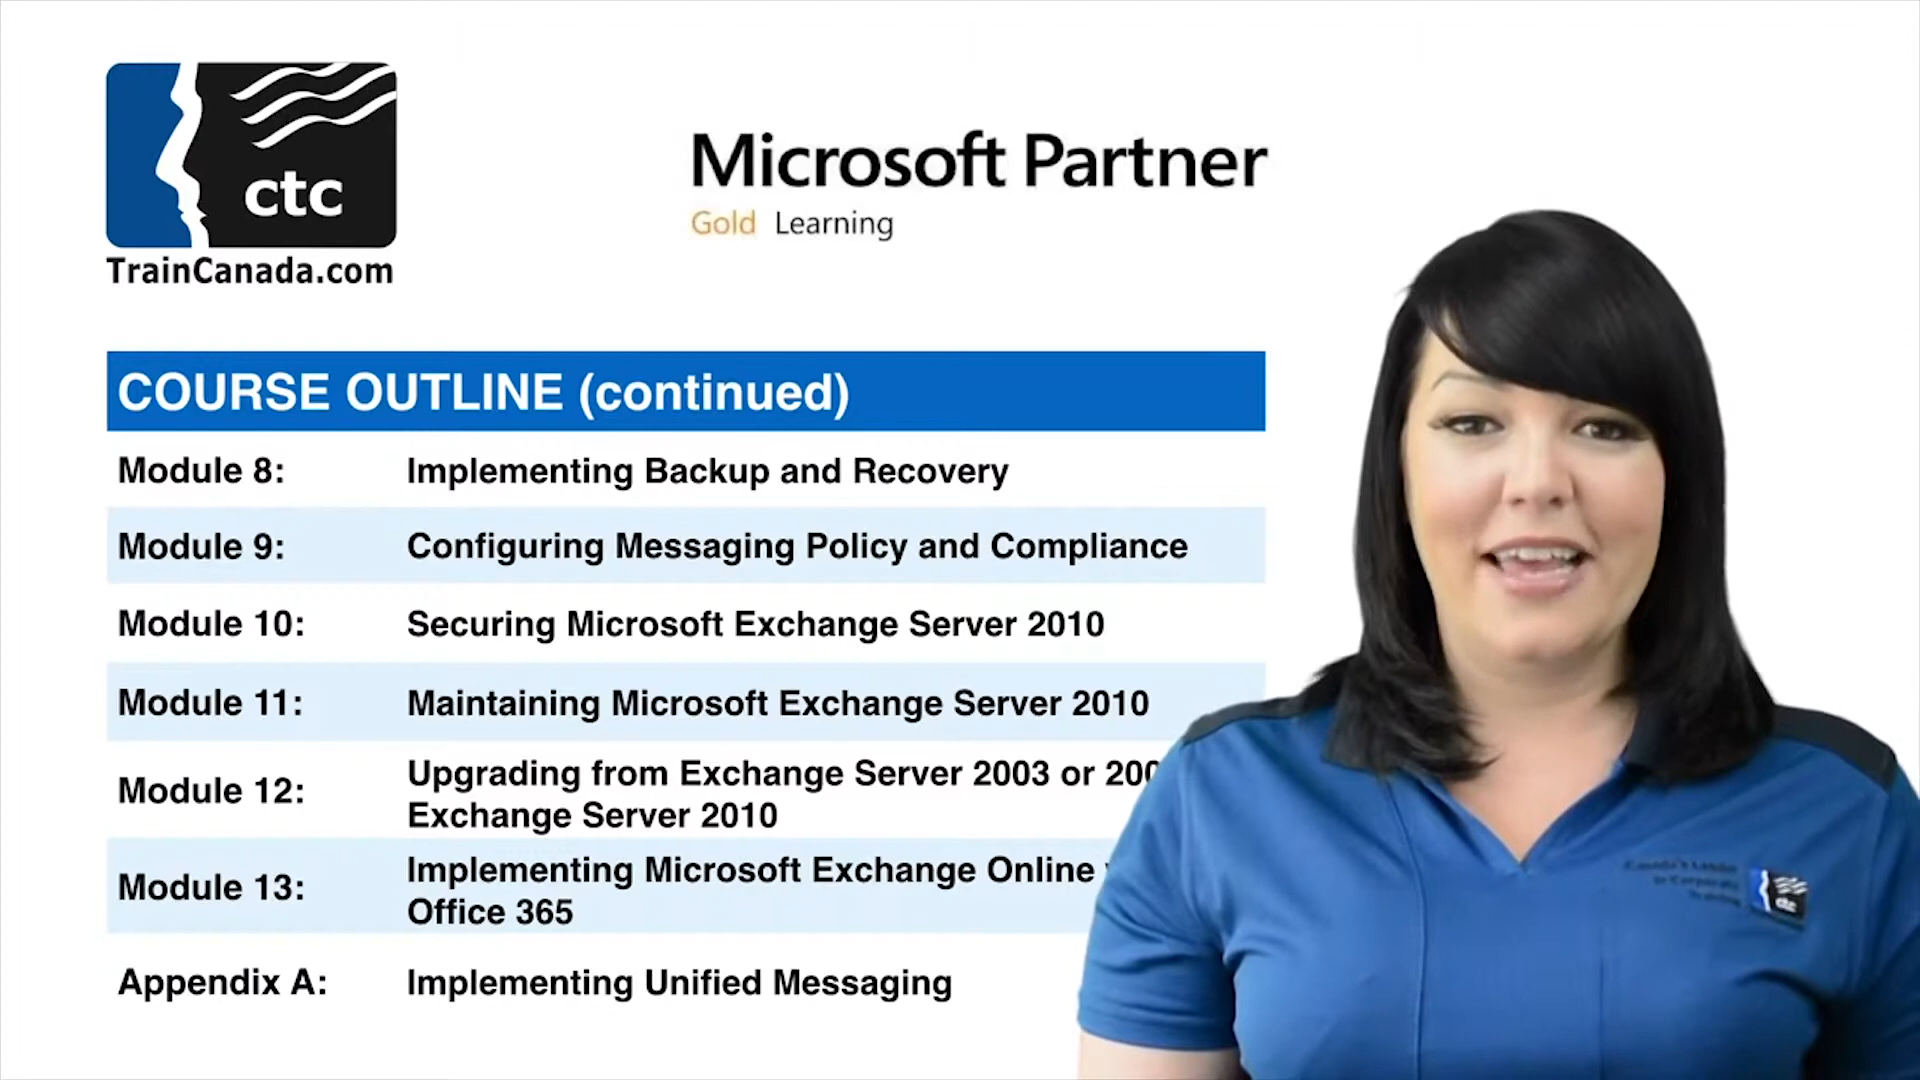 ctc
TrainCanada.com
Microsoft Partner
Gold Learning
COURSE OUTLINE (continued)
Module 8: Implementing Backup and Recovery
Module 9: Configuring Messaging Policy and Compliance
Module 10: Securing Microsoft Exchange Server 2010
Module 11: Maintaining Microsoft Exchange Server 2010
Module 12: Upgrading from Exchange Server 2003 or
Exchange Server 2010
Module 13: Implementing Microsoft Exchange Online
Office 365
Appendix A: Implementing Unified Messaging
ctc